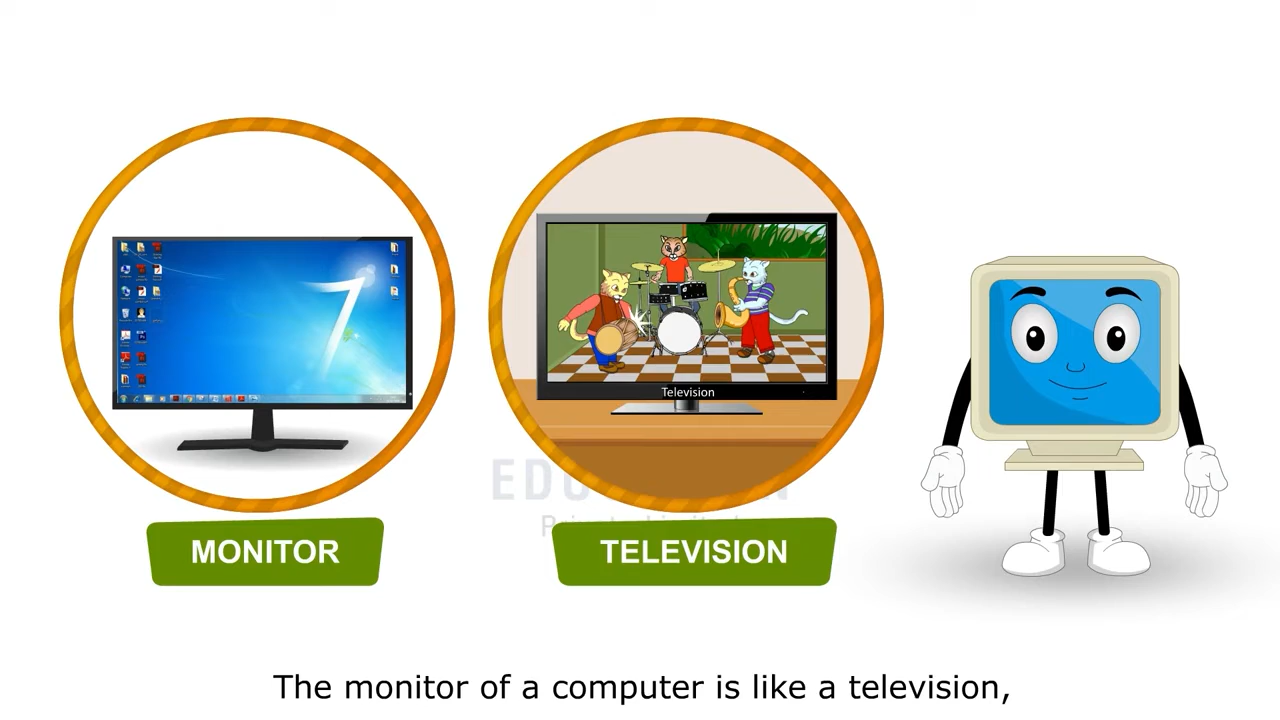 Television
MONITOR
TELEVISION
The monitor of a computer is like a television,